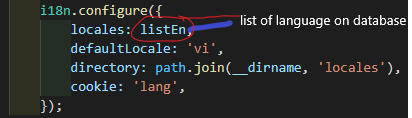 i18n.configure({
locales: listEn, list of language on database
defaultLocale: 'vi',
directory: path.join(__dirname, 'locales'),
cookie: 'lang',
});